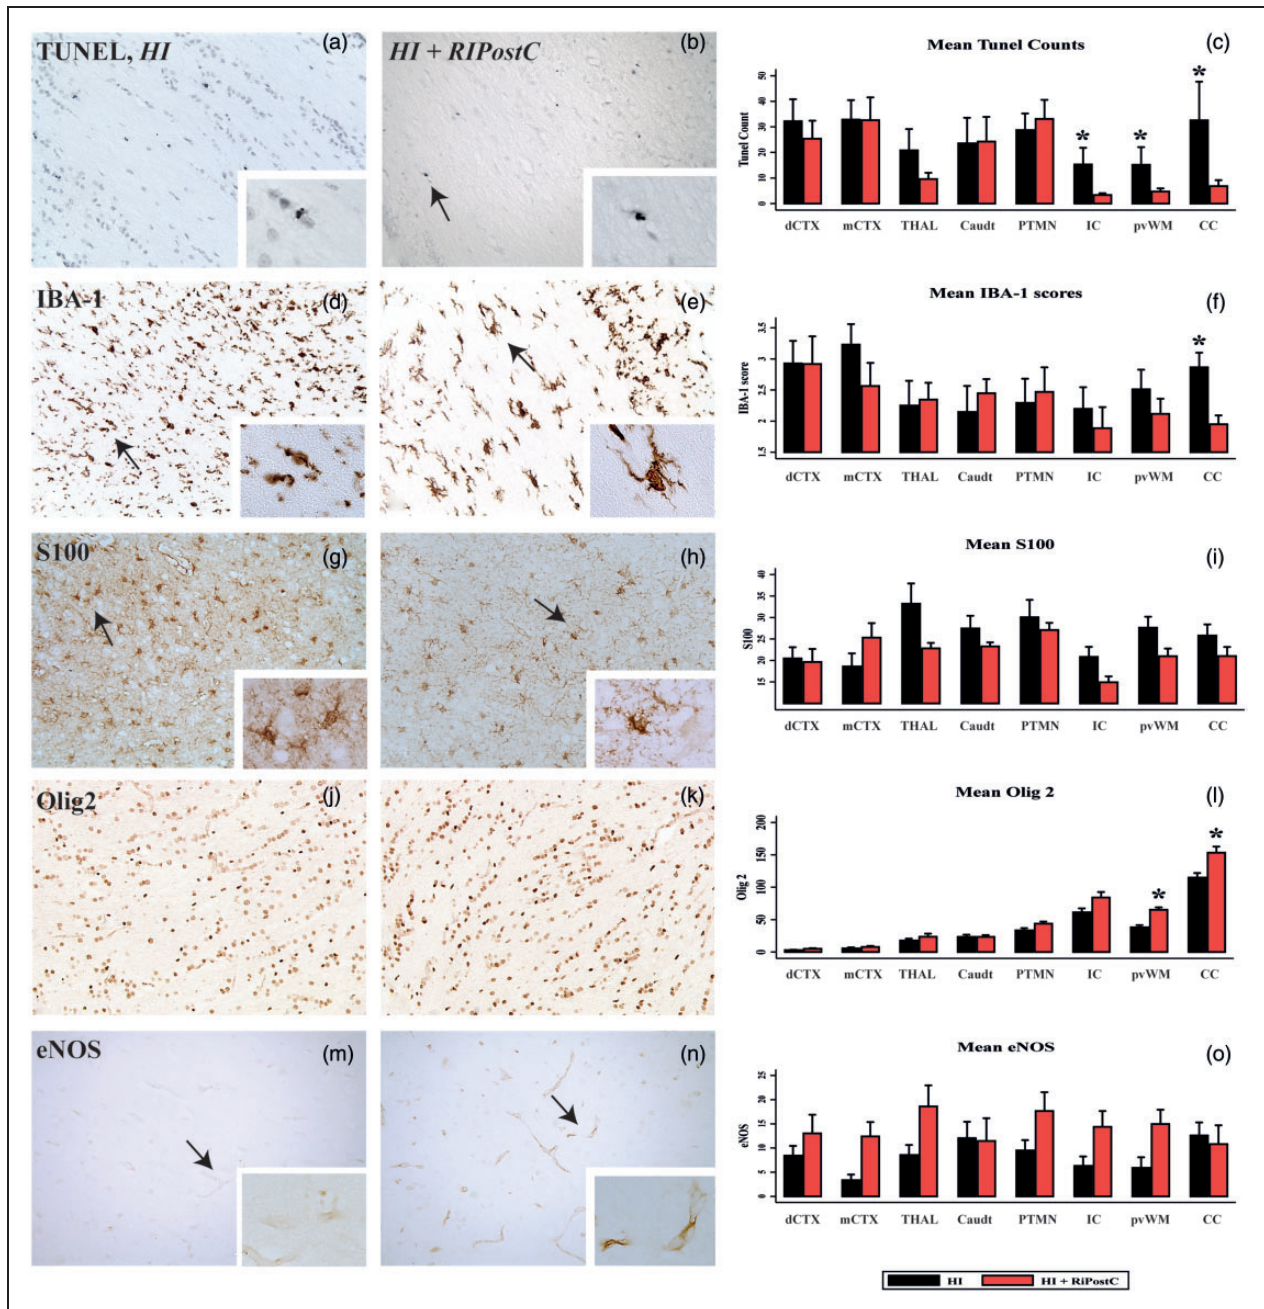 TUNEL, HI (a)
HI + RIPostC (b)
Mean Tunel Counts (c)
Tunel Count
0 10 20 30 40 50
* * *
dCTX mCTX THAL Caudt PTMN IC pvWM CC
IBA-1 (d)
(e)
Mean IBA-1 scores (f)
IBA-1 score
1.5 2 2.5 3 3.5
*
dCTX mCTX THAL Caudt PTMN IC pvWM CC
S100 (g)
(h)
Mean S100 (i)
S100
15 20 25 30 35 40
dCTX mCTX THAL Caudt PTMN IC pvWM CC
Olig2 (j)
(k)
Mean Olig 2 (l)
Olig 2
0 50 100 150 200
* *
dCTX mCTX THAL Caudt PTMN IC pvWM CC
eNOS (m)
(n)
Mean eNOS (o)
eNOS
0 5 10 15 20 25
dCTX mCTX THAL Caudt PTMN IC pvWM CC
HI HI + RiPostC